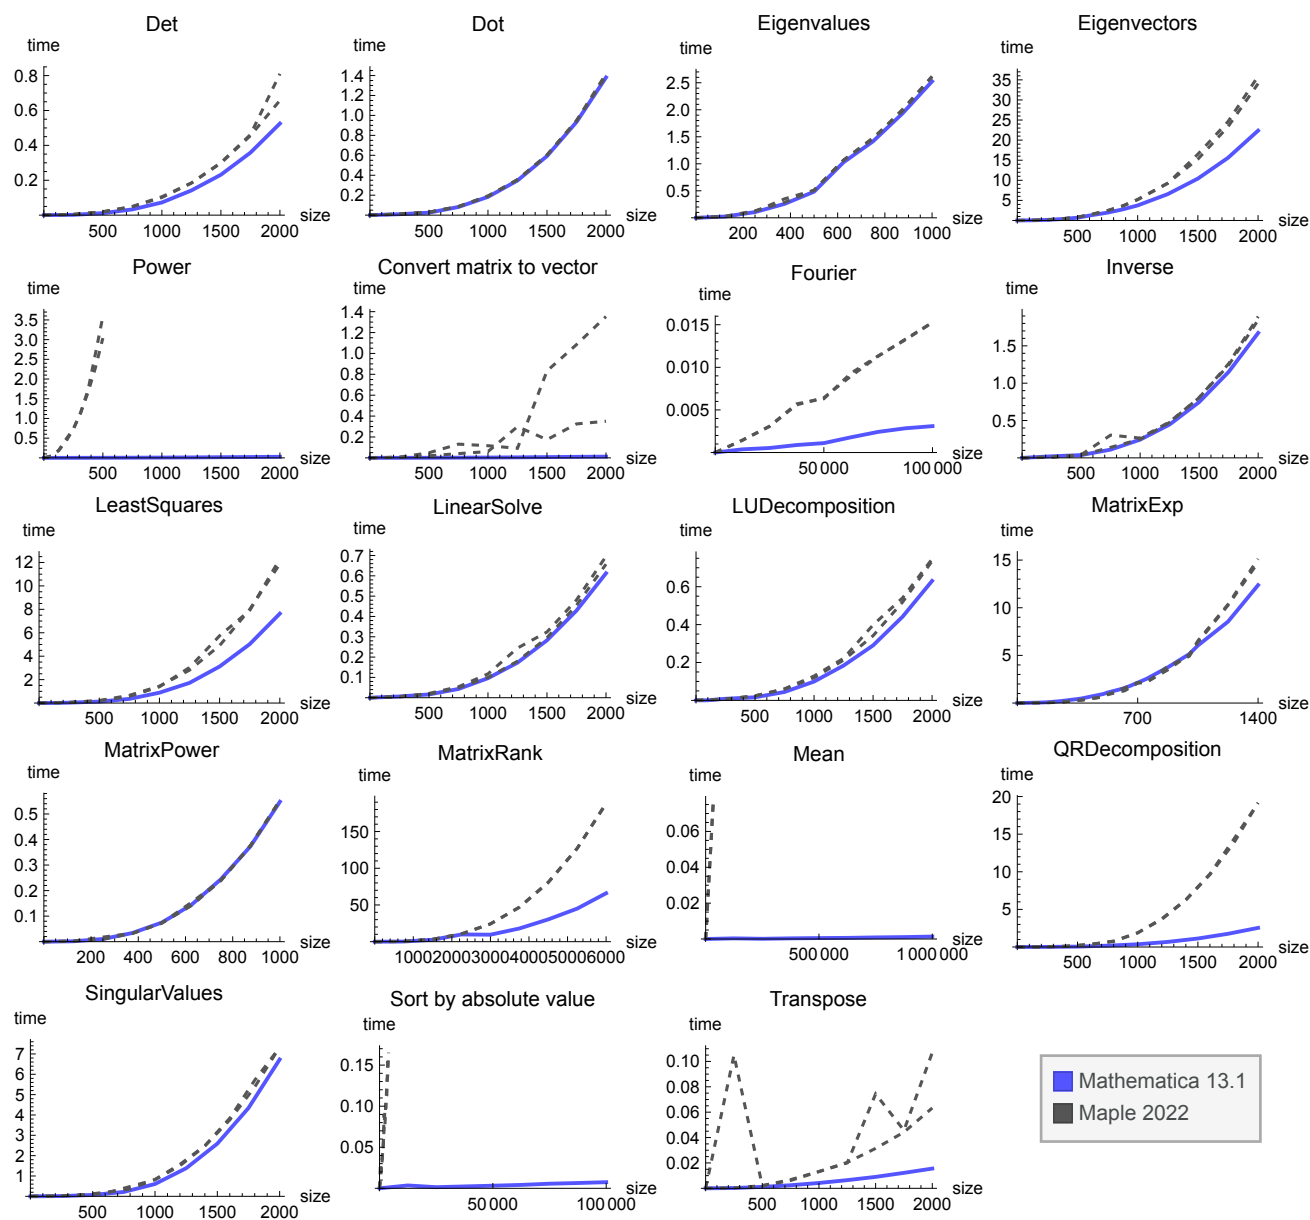 Det
time
0.8
0.6
0.4
0.2
500 1000 1500 2000
size
Dot
time
1.4
1.2
1.0
0.8
0.6
0.4
0.2
500 1000 1500 2000
size
Eigenvalues
time
2.5
2.0
1.5
1.0
0.5
200 400 600 800 1000
size
Eigenvectors
time
35
30
25
20
15
10
5
500 1000 1500 2000
size
Power
time
3.5
3.0
2.5
2.0
1.5
1.0
0.5
500 1000 1500 2000
size
Convert matrix to vector
time
1.4
1.2
1.0
0.8
0.6
0.4
0.2
500 1000 1500 2000
size
Fourier
time
0.015
0.010
0.005
50000 100000
size
Inverse
time
1.5
1.0
0.5
500 1000 1500 2000
size
LeastSquares
time
12
10
8
6
4
2
500 1000 1500 2000
size
LinearSolve
time
0.7
0.6
0.5
0.4
0.3
0.2
0.1
500 1000 1500 2000
size
LUDecomposition
time
0.6
0.4
0.2
500 1000 1500 2000
size
MatrixExp
time
15
10
5
700 1400
size
MatrixPower
time
0.5
0.4
0.3
0.2
0.1
200 400 600 800 1000
size
MatrixRank
time
150
100
50
1000 2000 3000 4000 5000 6000
size
Mean
time
0.06
0.04
0.02
500000 1000000
size
QRDecomposition
time
20
15
10
5
500 1000 1500 2000
size
SingularValues
time
7
6
5
4
3
2
1
500 1000 1500 2000
size
Sort by absolute value
time
0.15
0.10
0.05
50000 100000
size
Transpose
time
0.10
0.08
0.06
0.04
0.02
500 1000 1500 2000
size
Mathematica 13.1
Maple 2022